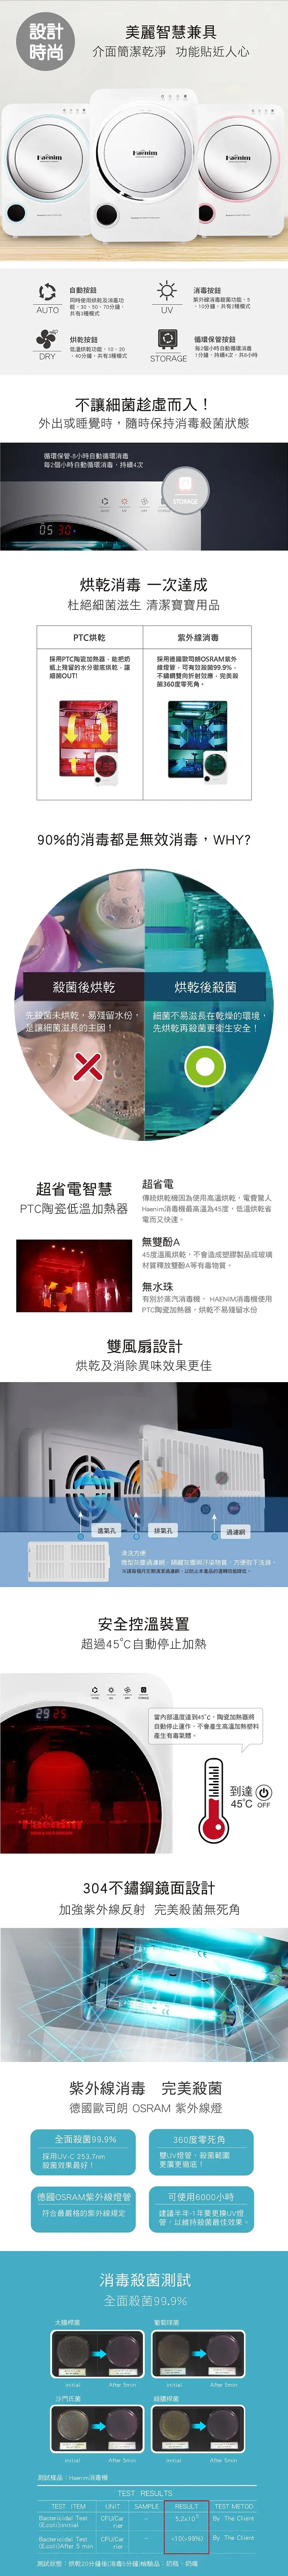 設計
時尚
美麗智慧兼具
介面簡潔乾淨 功能貼近人心
Haenim
Haenim
Haenim
AUTO
自動按鈕
同時使用烘乾及消毒功
能，30、50、70分鐘，
共有3種模式
UV
消毒按鈕
紫外線消毒殺菌功能，5
、10分鐘，共有2種模式
DRY
烘乾按鈕
低溫烘乾功能，10、20
、40分鐘，共有3種模式
STORAGE
循環保管按鈕
每2個小時自動循環消毒
1分鐘，持續4次，共8小時
不讓細菌趁虛而入！
外出或睡覺時，隨時保持消毒殺菌狀態
循環保管-8小時自動循環消毒
每2個小時自動循環消毒，持續4次
STORAGE
05 30
烘乾消毒 一次達成
杜絕細菌滋生 清潔寶寶用品
PTC烘乾
紫外線消毒
採用PTC陶瓷加熱器，能把奶
瓶上殘留的水分徹底烘乾，讓
細菌OUT!
採用德國歐司朗OSRAM紫外
線燈管，可有效殺菌99.9%，
不鏽鋼雙向折射效應，完美殺
菌360度零死角。
90%的消毒都是無效消毒，WHY?
殺菌後烘乾
烘乾後殺菌
先殺菌未烘乾，易殘留水份，
是讓細菌滋長的主因！
細菌不易滋長在乾燥的環境，
先烘乾再殺菌更衛生安全！
超省電智慧
PTC陶瓷低溫加熱器
超省電
傳統烘乾機因為使用高溫烘乾，電費驚人
Haenim消毒機最高溫為45度，低溫烘乾省
電而又快速。
無雙酚A
45度溫風烘乾，不會造成塑膠製品或玻璃
材質釋放雙酚A等有毒物質。
無水珠
有別於蒸汽消毒機， HAENIM消毒機使用
PTC陶瓷加熱器，烘乾不易殘留水份
雙風扇設計
烘乾及消除異味效果更佳
進氣孔
排氣孔
過濾網
清洗方便
微型灰塵過濾網，隔離灰塵與汙染物質，方便取下洗滌。
※請每個月定期清潔過濾網，以防止本產品的運轉效能降低。
安全控溫裝置
超過45˚C自動停止加熱
29 25
Haenim
當內部溫度達到45˚C，陶瓷加熱器將
自動停止運作，不會產生高溫加熱塑料
產生有毒氣體。
到達
45˚C OFF
304不鏽鋼鏡面設計
加強紫外線反射 完美殺菌無死角
紫外線消毒 完美殺菌
德國歐司朗 OSRAM 紫外線燈
全面殺菌99.9%
採用UV-C 253.7nm
殺菌效果最好！
360度零死角
雙UV燈管，殺菌範圍
更廣更徹底！
德國OSRAM紫外線燈管
符合最嚴格的紫外線規定
可使用6000小時
建議半年-1年要更換UV燈
管，以維持殺菌最佳效果。
消毒殺菌測試
全面殺菌99.9%
大腸桿菌
葡萄球菌
initial
After 5min
initial
After 5min
沙門氏菌
綠膿桿菌
initial
After 5min
initial
After 5min
測試樣品：Haenim消毒機
TEST RESULTS
TEST ITEM UNIT SAMPLE RESULT TEST METOD
Bactericidal Test (E.coti)initial CFU/Carrier - 5.2×10⁵ By The Client
Bactericidal Test (E.coti)After 5 min CFU/Carrier - <10(>99%) By The Client
測試狀態：烘乾20分鐘後(消毒5分鐘)檢驗品：奶瓶、奶嘴